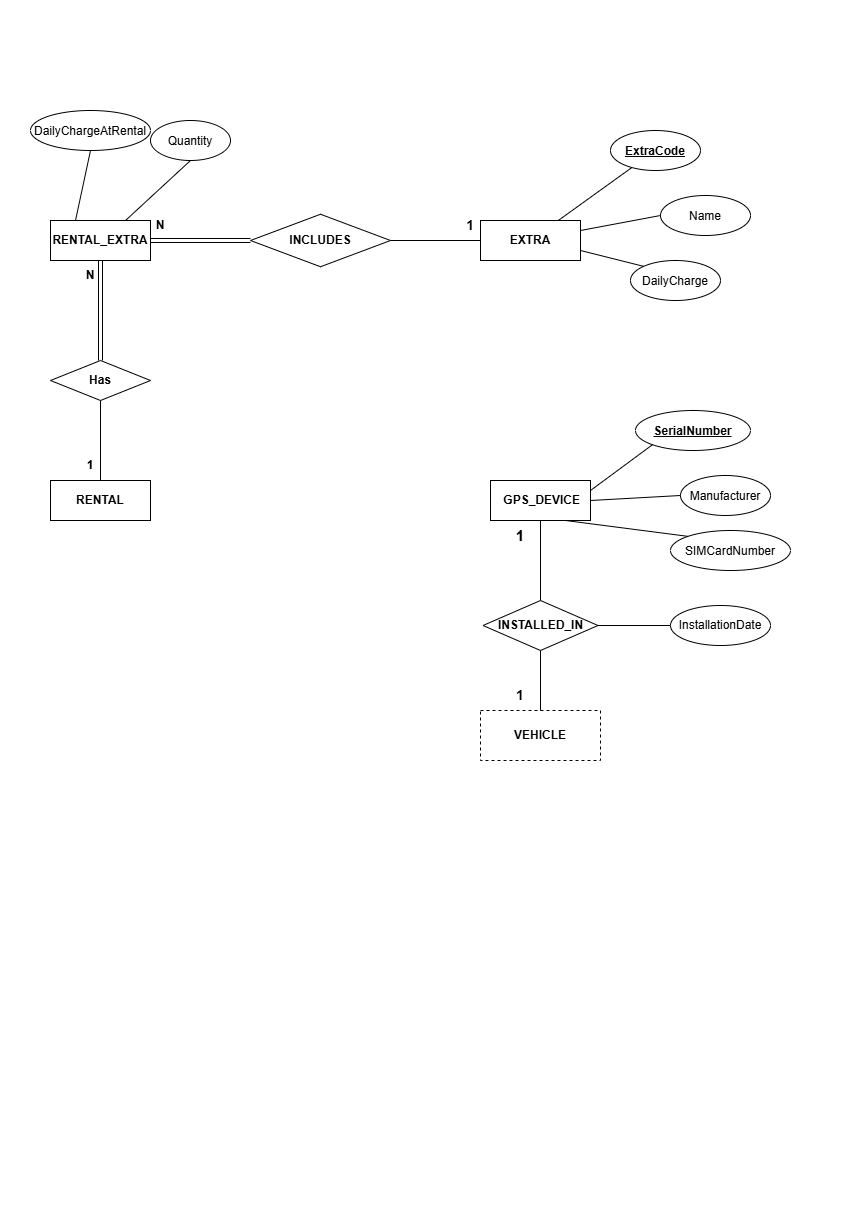 DailyChargeAtRental
Quantity
ExtraCode
Name
DailyCharge
RENTAL_EXTRA
N
INCLUDES
1
EXTRA
N
Has
1
RENTAL
SerialNumber
Manufacturer
SIMCardNumber
GPS_DEVICE
1
INSTALLED_IN
InstallationDate
1
VEHICLE